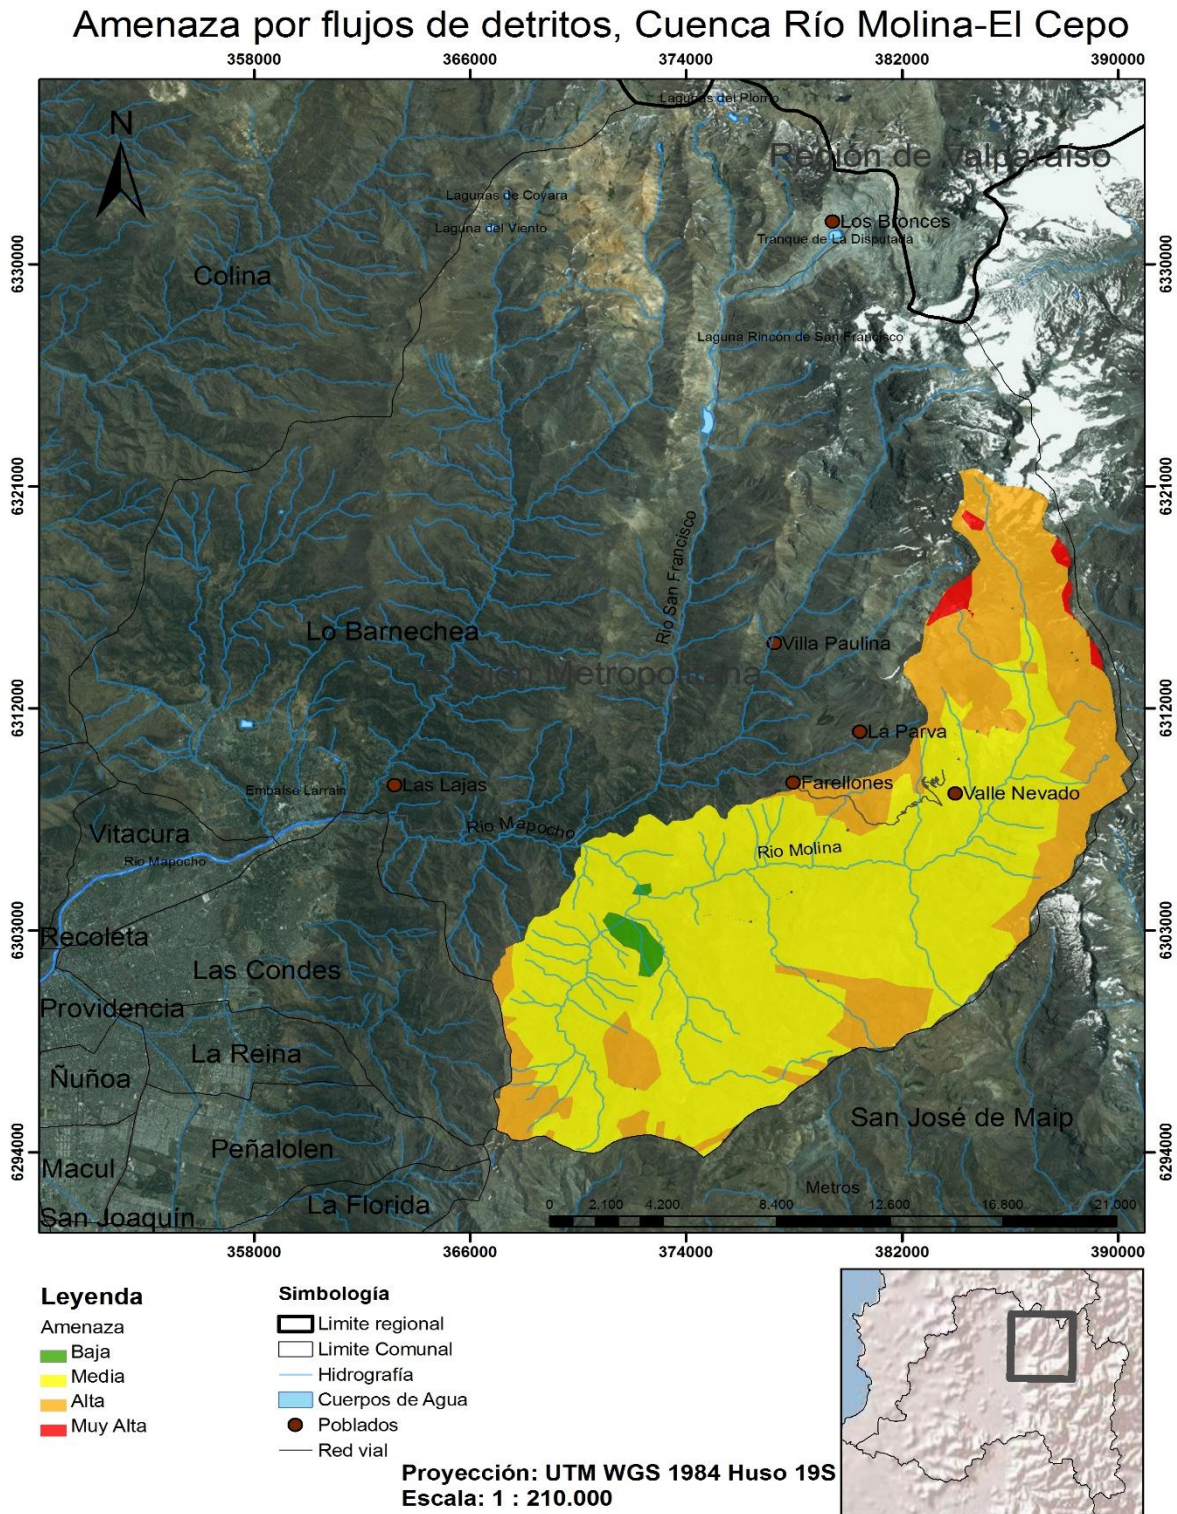 Amenaza por flujos de detritos, Cuenca Río Molina-El Cepo
358000 366000 374000 382000 390000
Lagunas del Plomo
N
Región de Valparaíso
Lagunas de Coyara
Los Bronces
Laguna del Viento
Tranque de La Disputada
6330000 6330000
Colina
Laguna Rincón de San Francisco
6321000 6321000
Río San Francisco
Lo Barnechea
Villa Paulina
Región Metropolitana
6312000 6312000
La Parva
Las Lajas
Farellones
Embalse Larrain
Valle Nevado
Vitacura
Rio Mapocho
Rio Molina
Rio Mapocho
6303000 6303000
Recoleta
Las Condes
Providencia
La Reina
Ñuñoa
San José de Maip
Peñalolen
6294000 6294000
Macul
Metros
La Florida
0 2.100 4.200 8.400 12.600 16.800 21.000
San Joaquín
358000 366000 374000 382000 390000
Leyenda
Amenaza
Baja
Media
Alta
Muy Alta
Simbología
Limite regional
Limite Comunal
Hidrografía
Cuerpos de Agua
Poblados
Red vial
Proyección: UTM WGS 1984 Huso 19S
Escala: 1 : 210.000